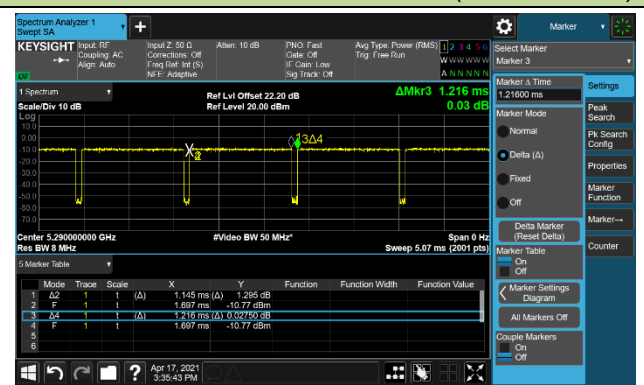 Spectrum Analyzer 1
Swept SA
Marker
KEYSIGHT
Input: RF
Coupling: AC
Align: Auto
Input Z: 50 Ω
Corrections: Off
Freq Ref: Int (S)
NFE: Adaptive
Atten: 10 dB
PNO: Fast
Gate: Off
IF Gain: Low
Sig Track: Off
Avg Type: Power (RMS)
Trig: Free Run
1 2 3 4 5 6
W W W W W W
A N N N N N
Select Marker
Marker 3
Marker Δ Time
1.21600 ms
Settings
Marker Mode
Normal
Delta (Δ)
Fixed
Off
Delta Marker
(Reset Delta)
Marker Table
On
Off
Marker Settings
Diagram
All Markers Off
Couple Markers
On
Off
Peak
Search
Pk Search
Config
Properties
Marker
Function
Marker→
Counter
1 Spectrum
Scale/Div 10 dB
Ref Lvl Offset 22.20 dB
Ref Level 20.00 dBm
ΔMkr3 1.216 ms
0.03 dB
Log
10.0
0.00
-10.0
-20.0
-30.0
-40.0
-50.0
-60.0
-70.0
3Δ4
Center 5.290000000 GHz
Res BW 8 MHz
#Video BW 50 MHz*
Span 0 Hz
Sweep 5.07 ms (2001 pts)
5 Marker Table
Mode Trace Scale X Y Function Function Width Function Value
1 Δ2 1 t (Δ) 1.145 ms (Δ) 1.295 dB
2 F 1 t 1.697 ms -10.77 dBm
3 Δ4 1 t (Δ) 1.216 ms (Δ) 0.02750 dB
4 F 1 t 1.697 ms -10.77 dBm
5
6
?
Apr 17, 2021
3:35:43 PM